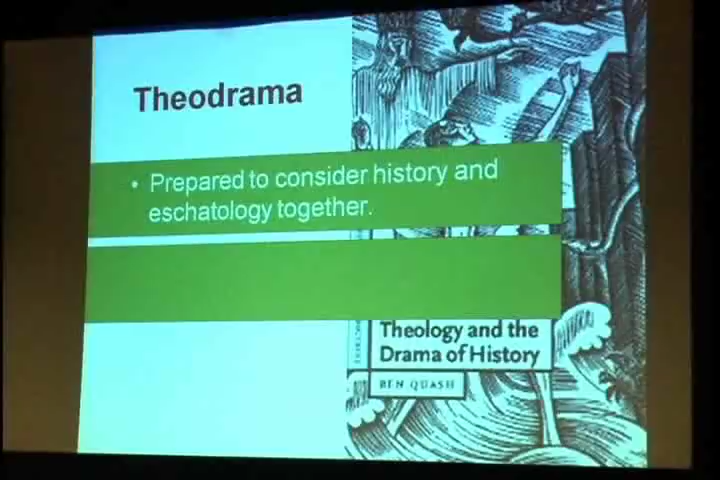 Theodrama
• Prepared to consider history and
eschatology together.
Theology and the
Drama of History
BEN QUASH